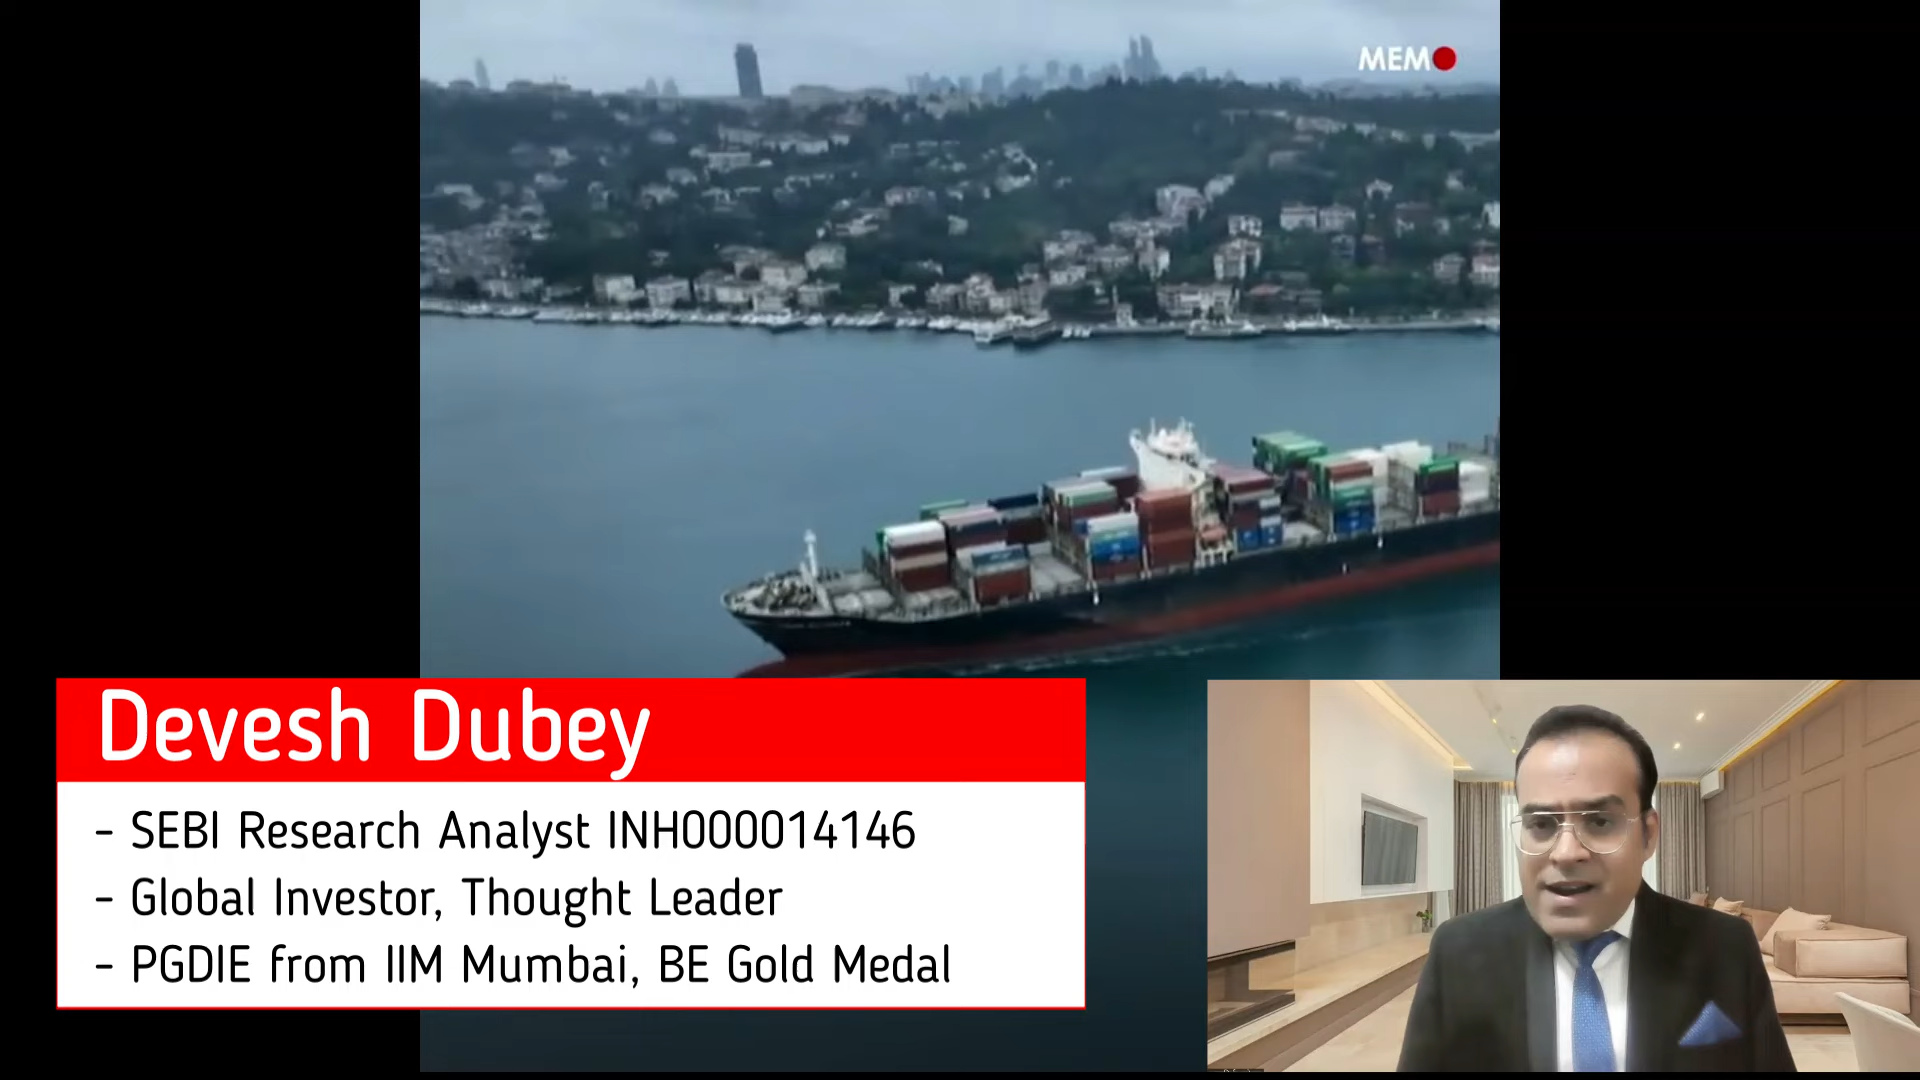 MEMO
Devesh Dubey
- SEBI Research Analyst INH000014146
- Global Investor, Thought Leader
- PGDIE from IIM Mumbai, BE Gold Medal